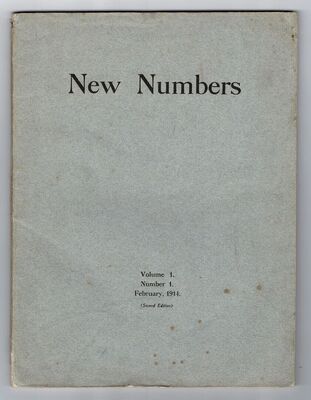 New Numbers
Volume 1.
Number 1.
February, 1914.
(Second Edition)